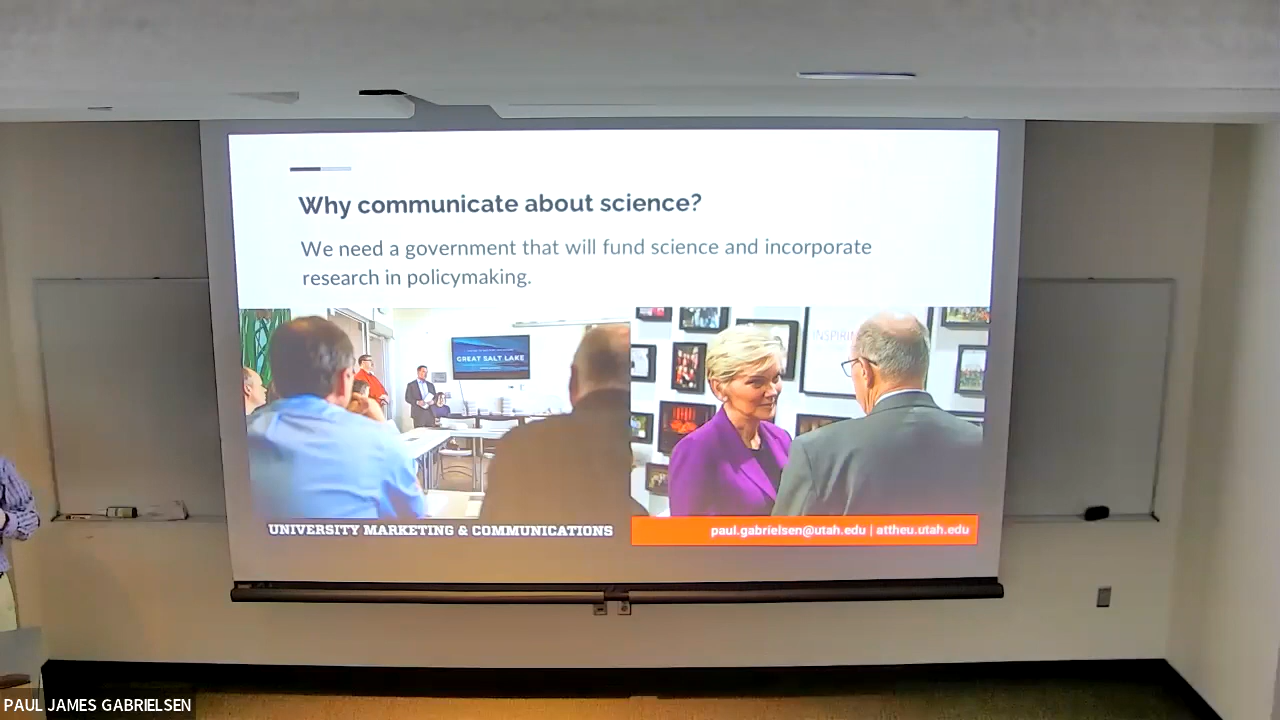 Why communicate about science?
We need a government that will fund science and incorporate
research in policymaking.
GREAT SALT LAKE
UNIVERSITY MARKETING & COMMUNICATIONS
paul.gabrielsen@utah.edu | attheu.utah.edu
PAUL JAMES GABRIELSEN